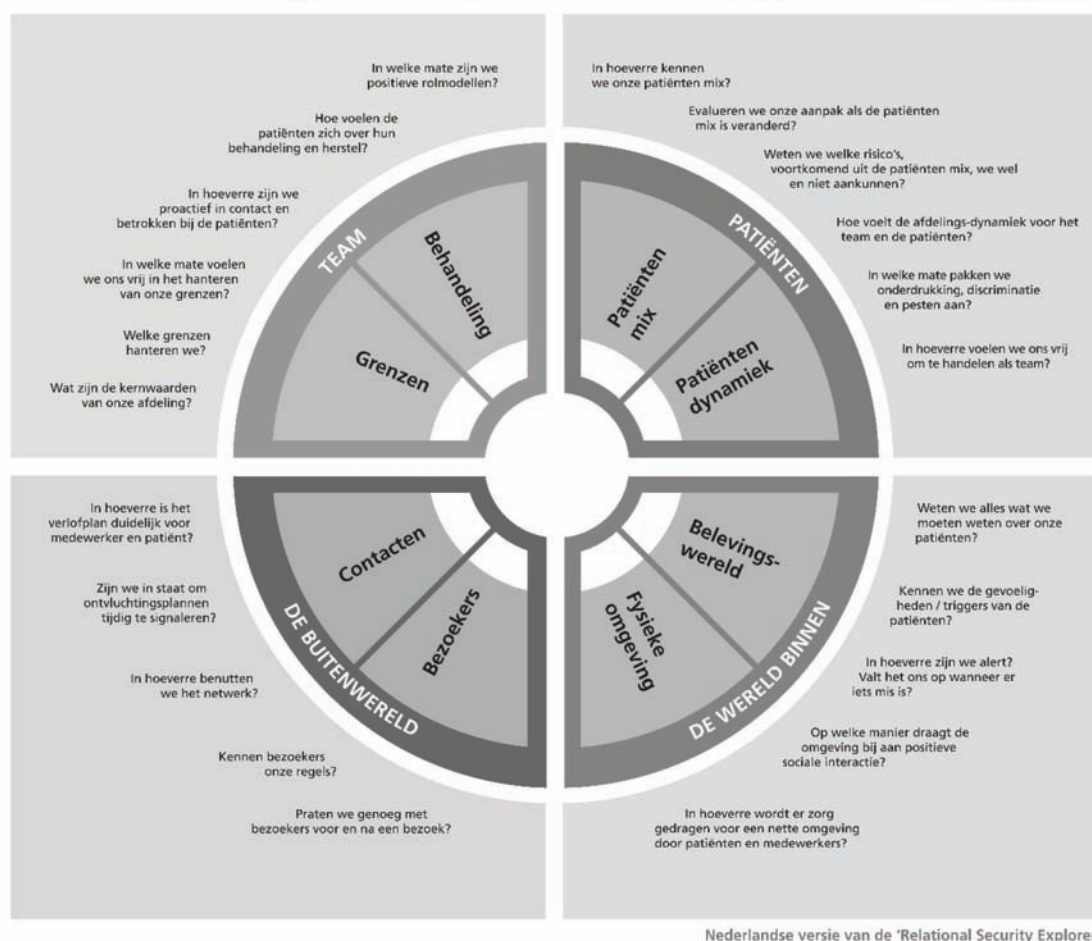 In welke mate zijn we
positieve rolmodellen?
Hoe voelen de
patiënten zich over hun
behandeling en herstel?
In hoeverre zijn we
proactief in contact en
betrokken bij de patiënten?
In welke mate voelen
we ons vrij in het hanteren
van onze grenzen?
Welke grenzen
hanteren we?
Wat zijn de kernwaarden
van onze afdeling?
TEAM
Behandeling
Grenzen
In hoeverre kennen
we onze patiënten mix?
Evalueren we onze aanpak als de patiënten
mix is veranderd?
Weten we welke risico's,
voortkomend uit de patiënten mix, we wel
en niet aankunnen?
Hoe voelt de afdelings-dynamiek voor het
team en de patiënten?
In welke mate pakken we
onderdrukking, discriminatie
en pesten aan?
In hoeverre voelen we ons vrij
om te handelen als team?
PATIËNTEN
Patiënten
mix
Patiënten
dynamiek
In hoeverre is het
verlofplan duidelijk voor
medewerker en patiënt?
Zijn we in staat om
ontvluchtingsplannen
tijdig te signaleren?
In hoeverre benutten
we het netwerk?
Kennen bezoekers
onze regels?
Praten we genoeg met
bezoekers voor en na een bezoek?
DE BUITENWERELD
Contacten
Bezoekers
Weten we alles wat we
moeten weten over onze
patiënten?
Kennen we de gevoelig-
heden / triggers van de
patiënten?
In hoeverre zijn we alert?
Valt het ons op wanneer er
iets mis is?
Op welke manier draagt de
omgeving bij aan positieve
sociale interactie?
In hoeverre wordt er zorg
gedragen voor een nette omgeving
door patiënten en medewerkers?
DE WERELD BINNEN
Belevings-
wereld
Fysieke
omgeving
Nederlandse versie van de 'Relational Security Explore